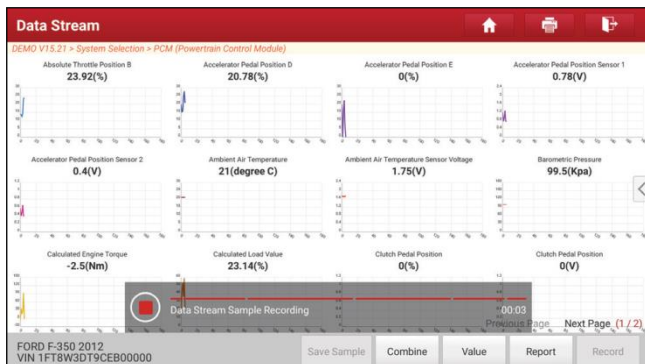 Data Stream
DEMO V15.21 > System Selection > PCM (Powertrain Control Module)
Absolute Throttle Position B
23.92(%)
Accelerator Pedal Position D
20.78(%)
Accelerator Pedal Position E
0(%)
Accelerator Pedal Position Sensor 1
0.78(V)
Accelerator Pedal Position Sensor 2
0.4(V)
Ambient Air Temperature
21(degree C)
Ambient Air Temperature Sensor Voltage
1.75(V)
Barometric Pressure
99.5(Kpa)
Calculated Engine Torque
-2.5(Nm)
Calculated Load Value
23.14(%)
Clutch Pedal Position
0(%)
Clutch Pedal Position
0(V)
Data Stream Sample Recording 00:03
Previous Page Next Page (1 / 2)
FORD F-350 2012
VIN 1FT8W3DT9CEB00000
Save Sample Combine Value Report Record